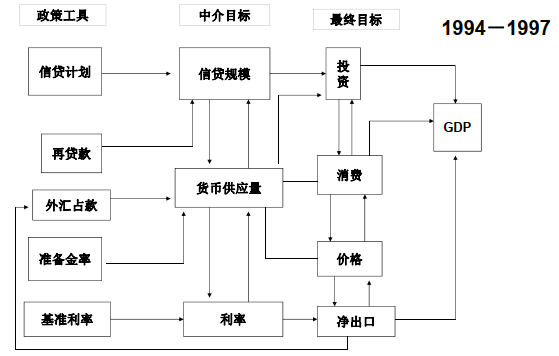 政策工具
中介目标
最终目标
1994－1997
信贷计划
信贷规模
投
资
GDP
再贷款
货币供应量
消费
外汇占款
准备金率
价格
基准利率
利率
净出口